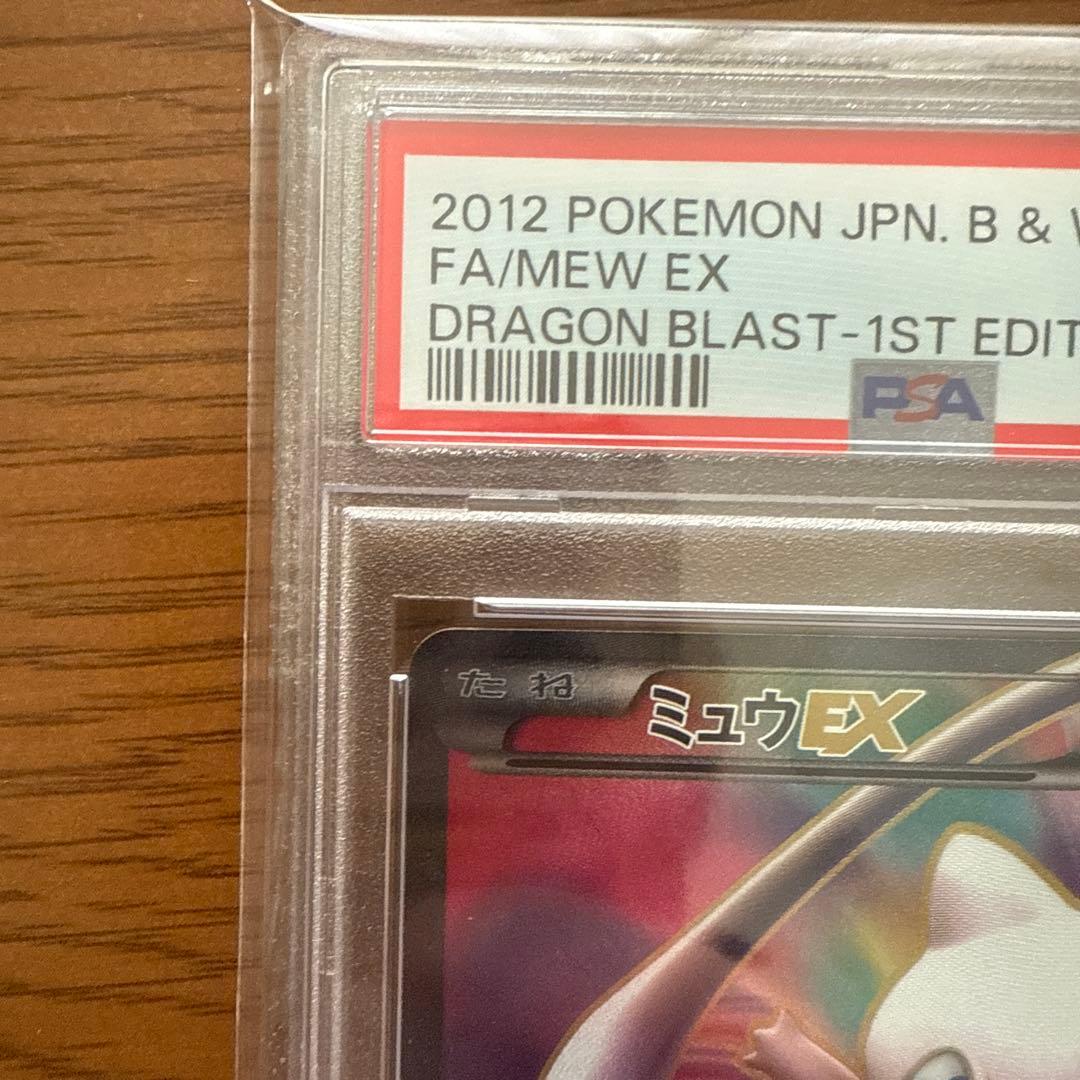 2012 POKEMON JPN. B &
FA/MEW EX
DRAGON BLAST-1ST EDIT
PSA
たね ミュウEX